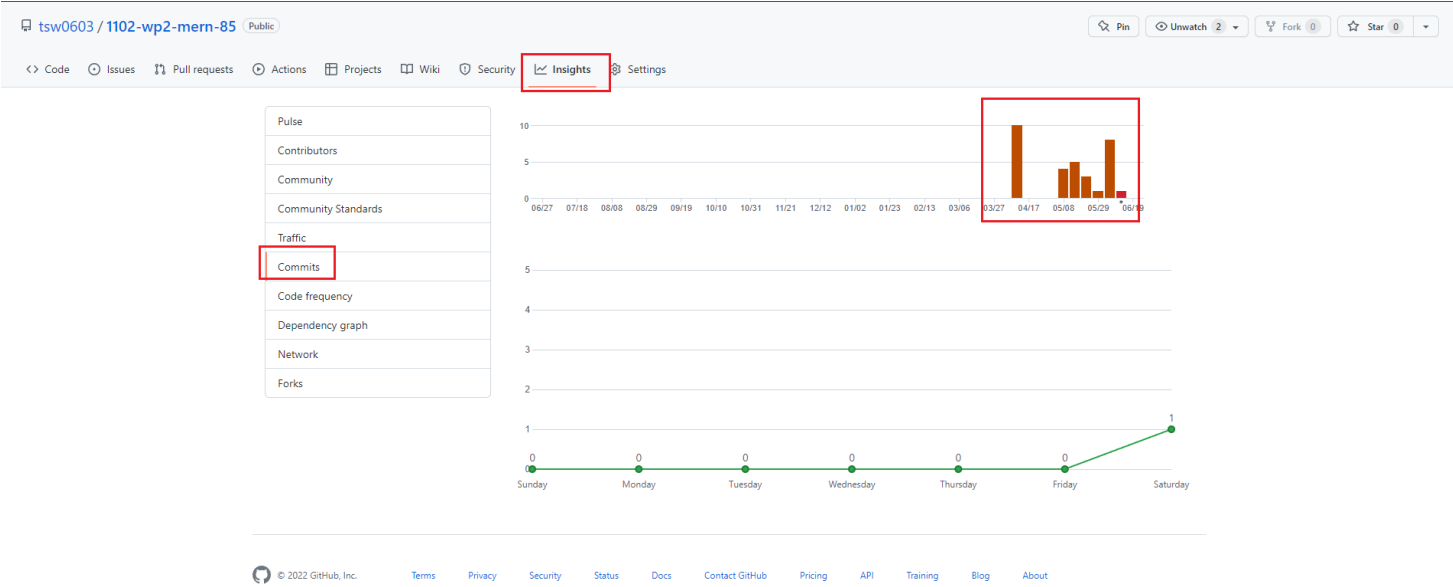 tsw0603 / 1102-wp2-mern-85 Public
Pin Unwatch 2 Fork 0 Star 0
Code Issues Pull requests Actions Projects Wiki Security Insights Settings
Pulse
Contributors
Community
Community Standards
Traffic
Commits
Code frequency
Dependency graph
Network
Forks
10
5
0
06/27 07/18 08/08 08/29 09/19 10/10 10/31 11/21 12/12 01/02 01/23 02/13 03/06 03/27 04/17 05/08 05/29 06/19
5
4
3
2
1
0
0 0 0 0 0 0 1
Sunday Monday Tuesday Wednesday Thursday Friday Saturday
© 2022 GitHub, Inc. Terms Privacy Security Status Docs Contact GitHub Pricing API Training Blog About